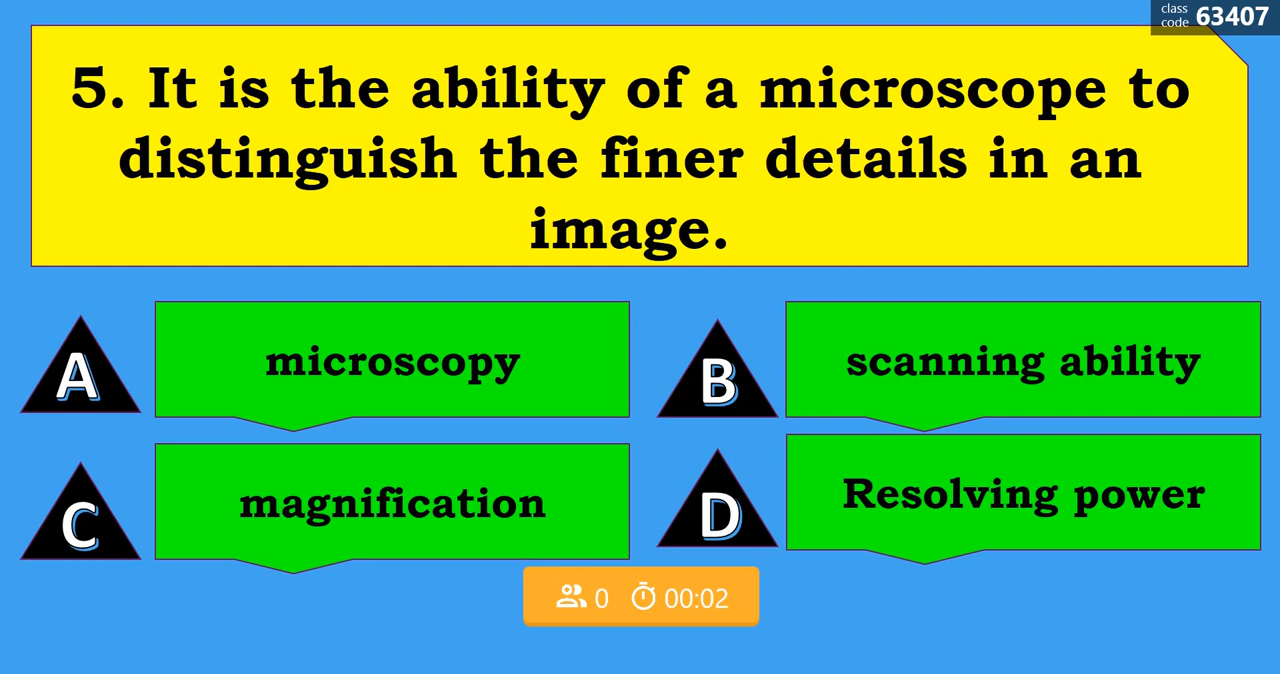 class
code 63407
5. It is the ability of a microscope to
distinguish the finer details in an
image.
A microscopy
B scanning ability
C magnification
D Resolving power
0 00:02